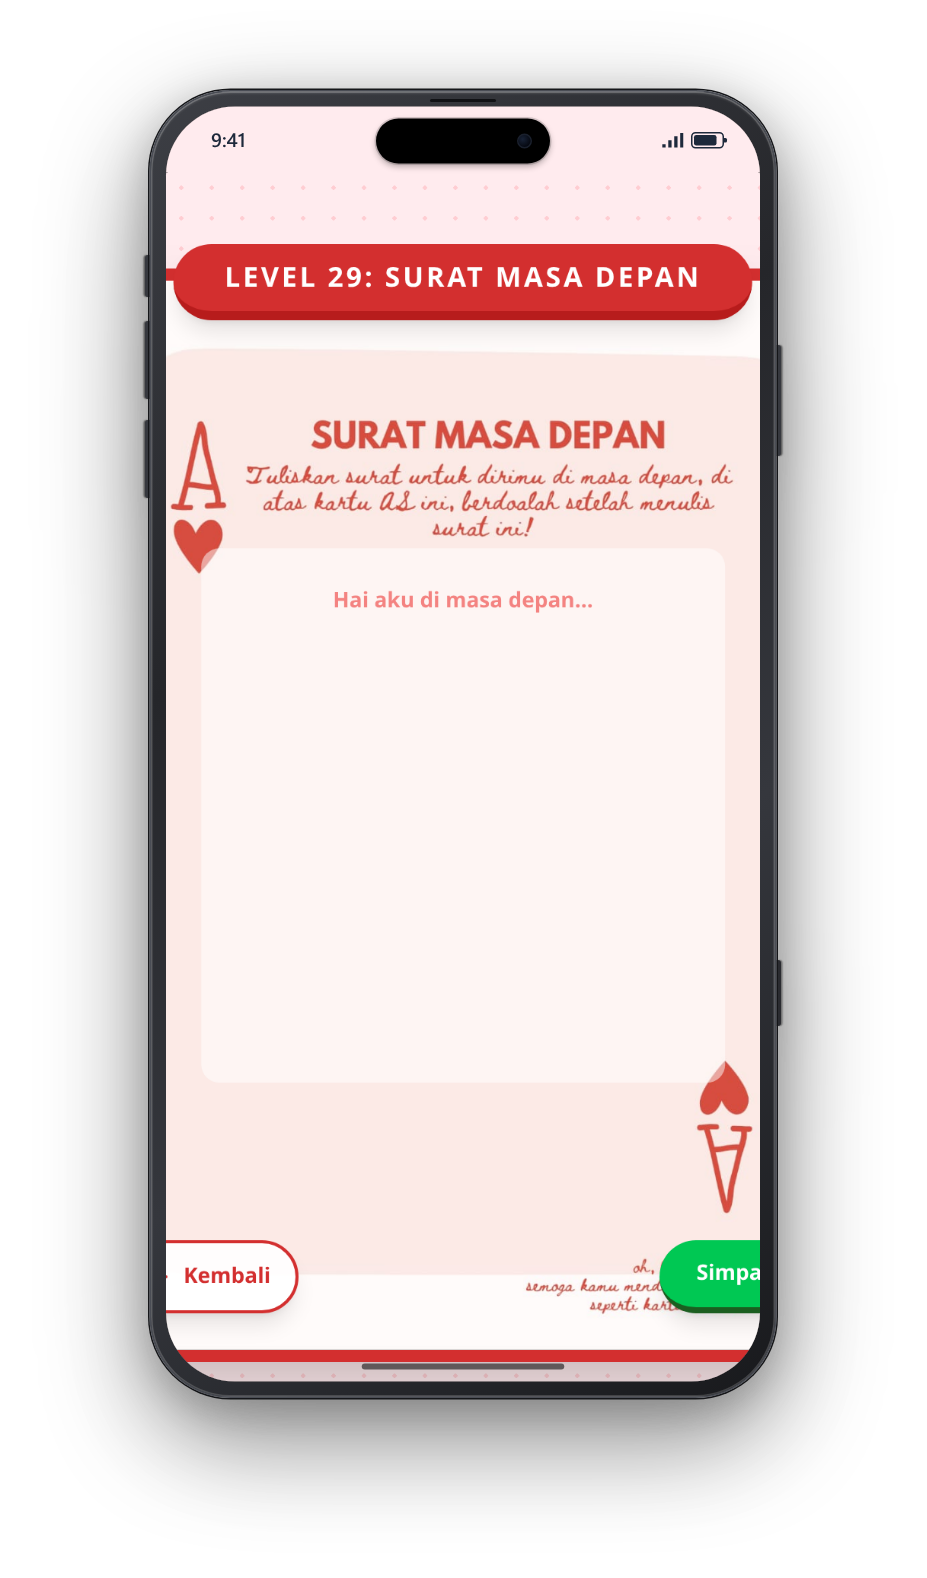 9:41
LEVEL 29: SURAT MASA DEPAN
A
SURAT MASA DEPAN
Tuliskan surat untuk dirimu di masa depan, di
atas kartu AS ini, berdoalah setelah menulis
surat ini!
Hai aku di masa depan...
A
Kembali
oh,
semoga kamu mend
seperti kart
Simpa